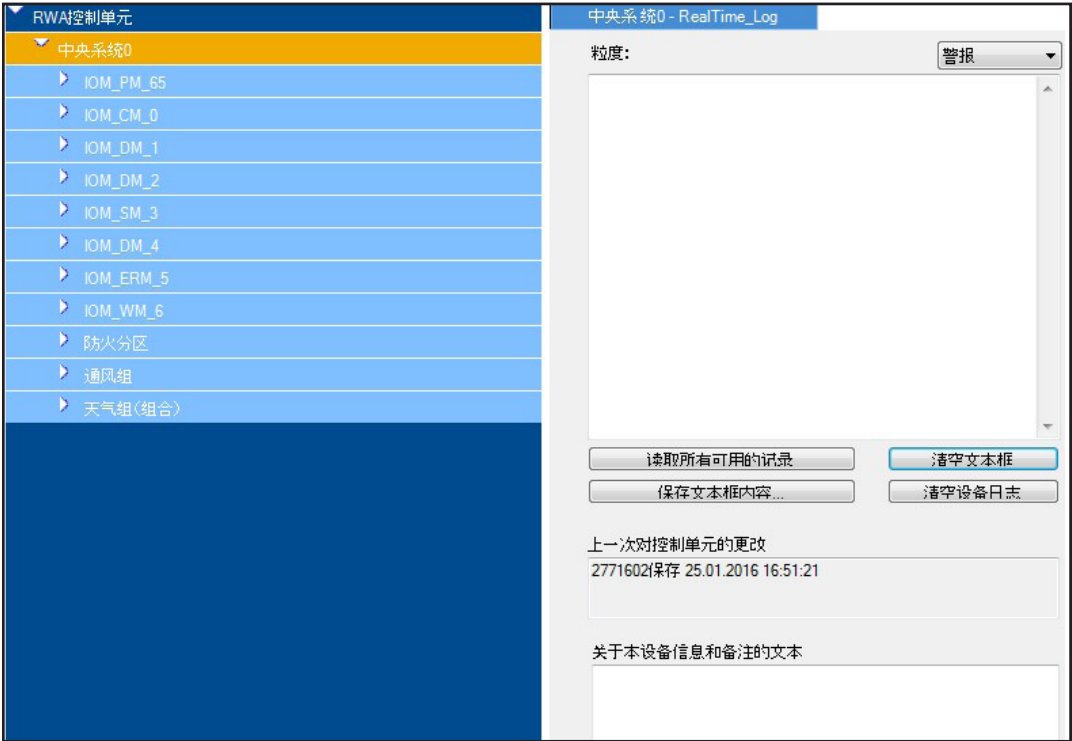 RWA控制单元
中央系统0
IOM_PM_65
IOM_CM_0
IOM_DM_1
IOM_DM_2
IOM_SM_3
IOM_DM_4
IOM_ERM_5
IOM_WM_6
防火分区
通风组
天气组(组合)
中央系统0 - RealTime_Log
粒度:
警报
读取所有可用的记录
清空文本框
保存文本框内容...
清空设备日志
上一次对控制单元的更改
2771602保存 25.01.2016 16:51:21
关于本设备信息和备注的文本